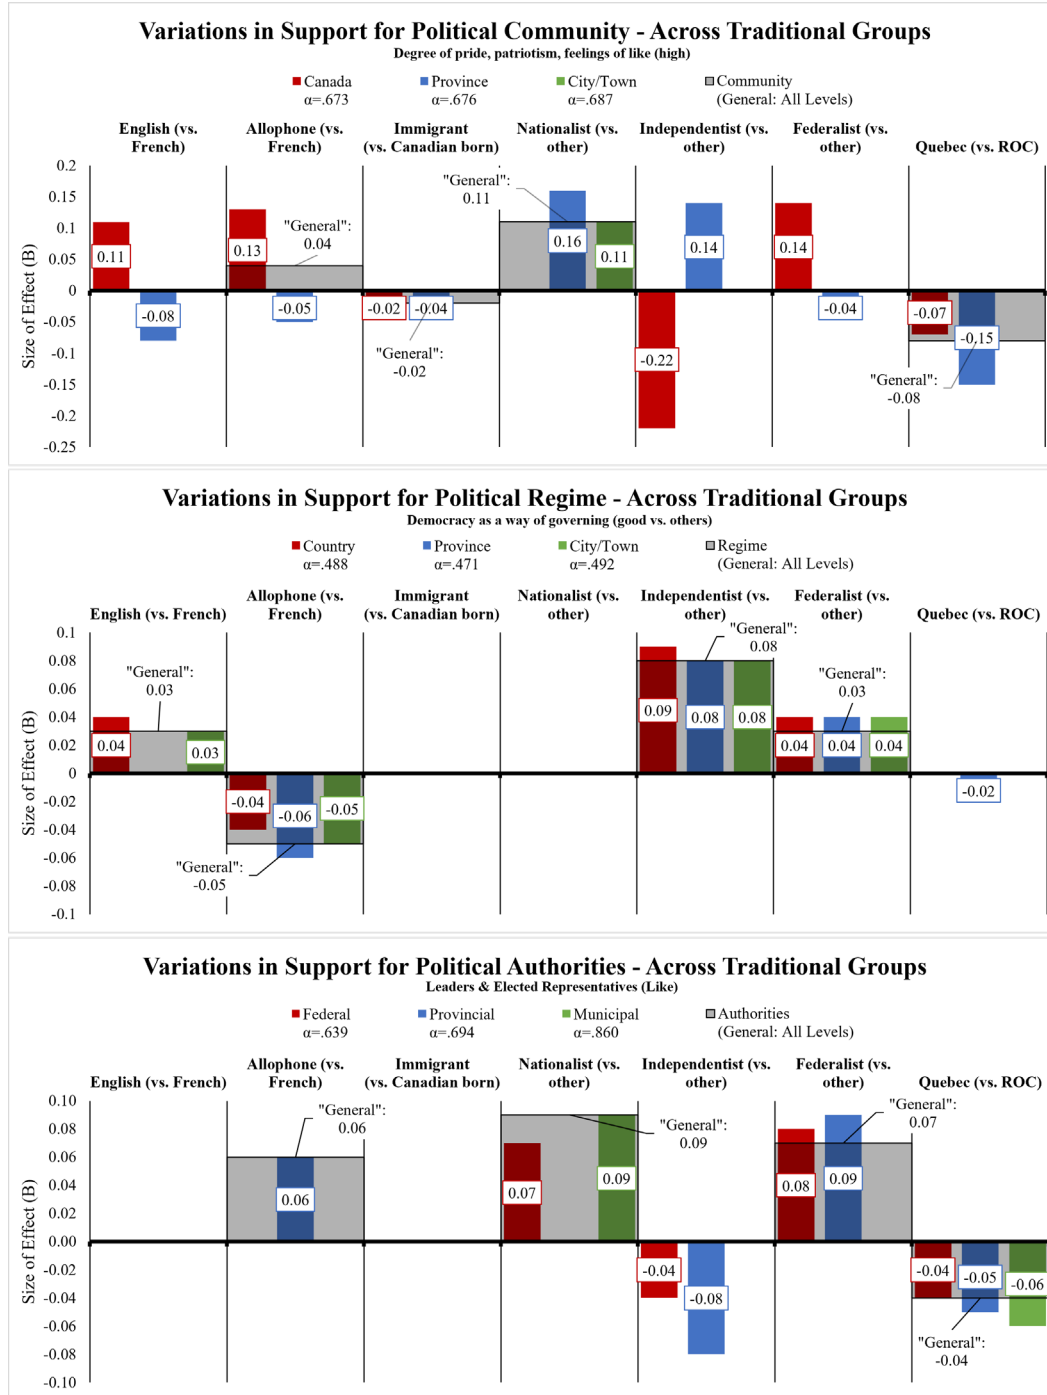 Variations in Support for Political Community - Across Traditional Groups
Degree of pride, patriotism, feelings of like (high)
Canada Province City/Town Community
α=.673 α=.676 α=.687 (General: All Levels)
English (vs. French) Allophone (vs. French) Immigrant (vs. Canadian born) Nationalist (vs. other) Independentist (vs. other) Federalist (vs. other) Quebec (vs. ROC)
Size of Effect (B)
0.2
0.15
0.1
0.05
0
-0.05
-0.1
-0.15
-0.2
-0.25
0.11
-0.08
0.13
-0.05
"General":
0.04
-0.02
-0.04
"General":
-0.02
"General":
0.11
0.16
0.11
-0.22
0.14
0.14
-0.04
-0.07
-0.15
"General":
-0.08
Variations in Support for Political Regime - Across Traditional Groups
Democracy as a way of governing (good vs. others)
Country Province City/Town Regime
α=.488 α=.471 α=.492 (General: All Levels)
English (vs. French) Allophone (vs. French) Immigrant (vs. Canadian born) Nationalist (vs. other) Independentist (vs. other) Federalist (vs. other) Quebec (vs. ROC)
Size of Effect (B)
0.1
0.08
0.06
0.04
0.02
0
-0.02
-0.04
-0.06
-0.08
-0.1
"General":
0.03
0.04
0.03
-0.04
-0.06
-0.05
"General":
-0.05
0.09
0.08
0.08
"General":
0.08
0.04
0.04
0.04
"General":
0.03
-0.02
Variations in Support for Political Authorities - Across Traditional Groups
Leaders & Elected Representatives (Like)
Federal Provincial Municipal Authorities
α=.639 α=.694 α=.860 (General: All Levels)
English (vs. French) Allophone (vs. French) Immigrant (vs. Canadian born) Nationalist (vs. other) Independentist (vs. other) Federalist (vs. other) Quebec (vs. ROC)
Size of Effect (B)
0.10
0.08
0.06
0.04
0.02
0.00
-0.02
-0.04
-0.06
-0.08
-0.10
"General":
0.06
0.06
0.07
0.09
"General":
0.09
-0.04
-0.08
0.08
0.09
"General":
0.07
-0.04
-0.05
-0.06
"General":
-0.04